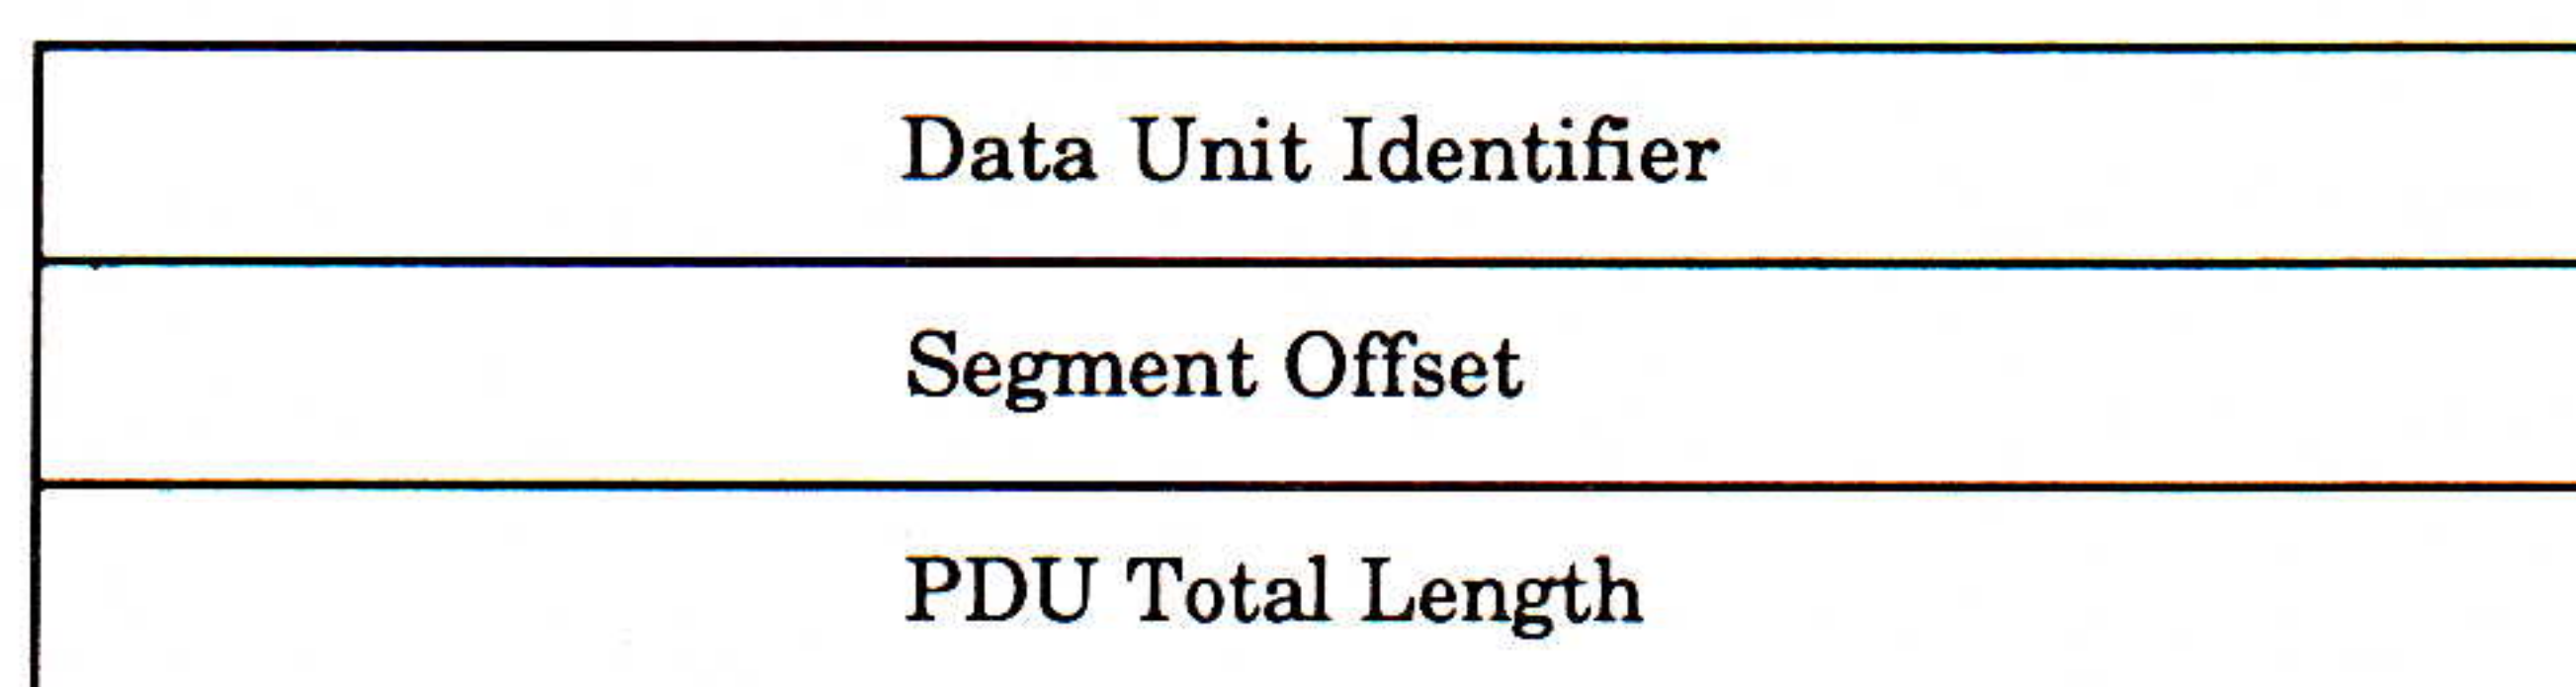 Data Unit Identifier
Segment Offset
PDU Total Length